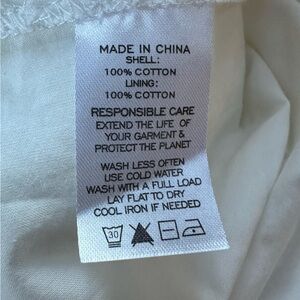 MADE IN CHINA
SHELL:
100% COTTON
LINING:
100% COTTON
RESPONSIBLE CARE
EXTEND THE LIFE OF
YOUR GARMENT &
PROTECT THE PLANET
WASH LESS OFTEN
USE COLD WATER
WASH WITH A FULL LOAD
LAY FLAT TO DRY
COOL IRON IF NEEDED
30